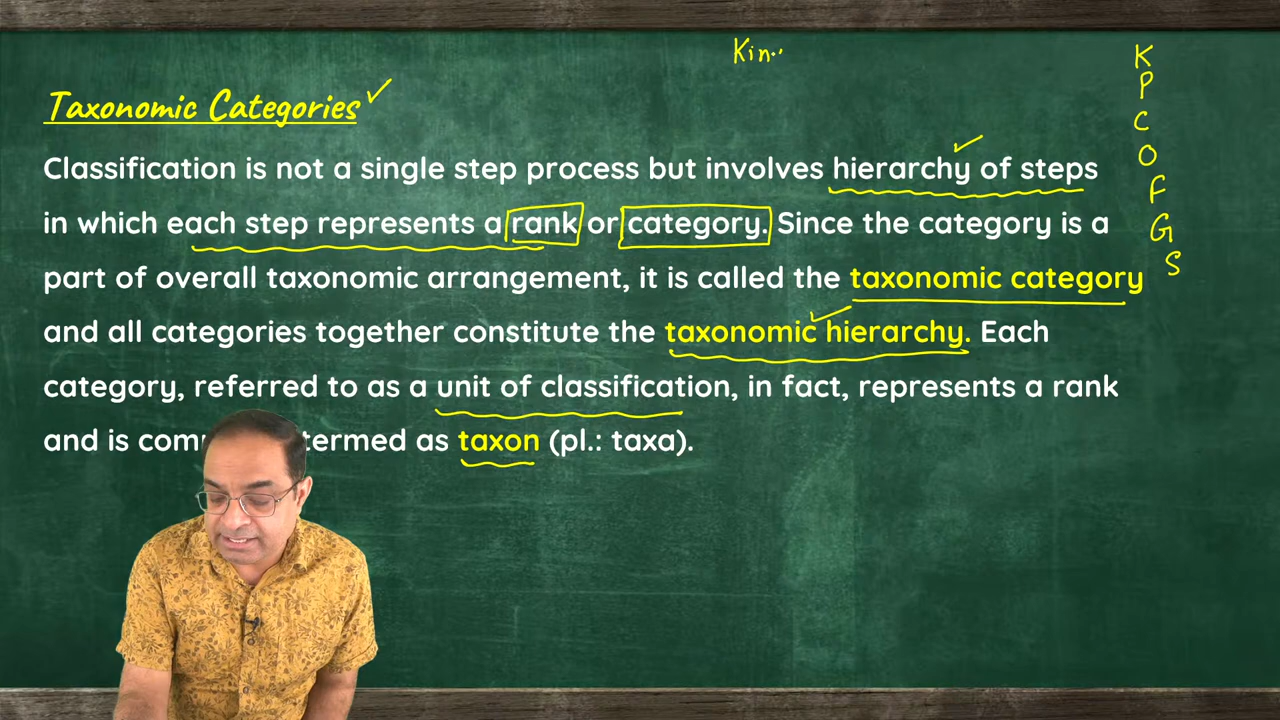 Kin..
K
P
C
O
F
G
S
Taxonomic Categories
Classification is not a single step process but involves hierarchy of steps
in which each step represents a rank or category. Since the category is a
part of overall taxonomic arrangement, it is called the taxonomic category
and all categories together constitute the taxonomic hierarchy. Each
category, referred to as a unit of classification, in fact, represents a rank
and is termed as taxon (pl.: taxa).